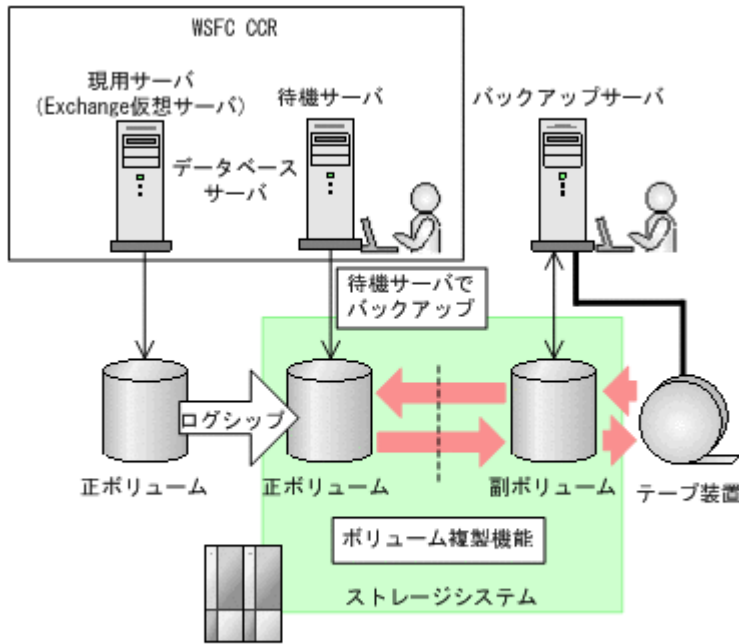 WSFC CCR
現用サーバ
(Exchange仮想サーバ)
待機サーバ
バックアップサーバ
データベース
サーバ
待機サーバで
バックアップ
ログシップ
正ボリューム
正ボリューム
副ボリューム
テープ装置
ボリューム複製機能
ストレージシステム